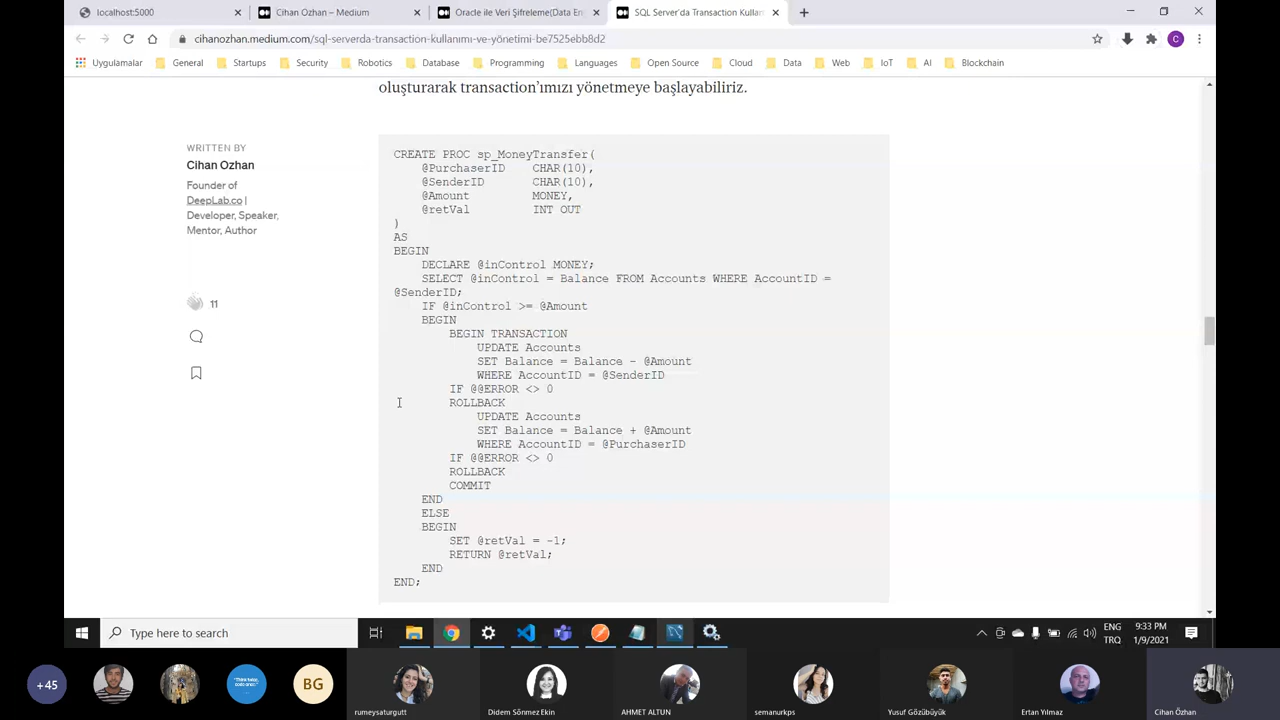 localhost:5000
Cihan Ozhan – Medium
Oracle ile Veri Şifreleme(Data En
SQL Server'da Transaction Kullan
cihanozhan.medium.com/sql-serverda-transaction-kullanımı-ve-yönetimi-be7525ebb8d2
C
Uygulamalar
General
Startups
Security
Robotics
Database
Programming
Languages
Open Source
Cloud
Data
Web
IoT
AI
Blockchain
oluşturarak transaction'ımızı yönetmeye başlayabiliriz.
WRITTEN BY
Cihan Ozhan
Founder of
DeepLab.co |
Developer, Speaker,
Mentor, Author
11
CREATE PROC sp_MoneyTransfer(
@PurchaserID CHAR(10),
@SenderID CHAR(10),
@Amount MONEY,
@retVal INT OUT
)
AS
BEGIN
DECLARE @inControl MONEY;
SELECT @inControl = Balance FROM Accounts WHERE AccountID =
@SenderID;
IF @inControl >= @Amount
BEGIN
BEGIN TRANSACTION
UPDATE Accounts
SET Balance = Balance - @Amount
WHERE AccountID = @SenderID
IF @@ERROR <> 0
ROLLBACK
UPDATE Accounts
SET Balance = Balance + @Amount
WHERE AccountID = @PurchaserID
IF @@ERROR <> 0
ROLLBACK
COMMIT
END
ELSE
BEGIN
SET @retVal = -1;
RETURN @retVal;
END
END;
Type here to search
ENG
TRQ
9:33 PM
1/9/2021
+45
BG
rumeysaturgutt
Didem Sönmez Ekin
AHMET ALTUN
semanurkps
Yusuf Gözübüyük
Ertan Yılmaz
Cihan Özhan